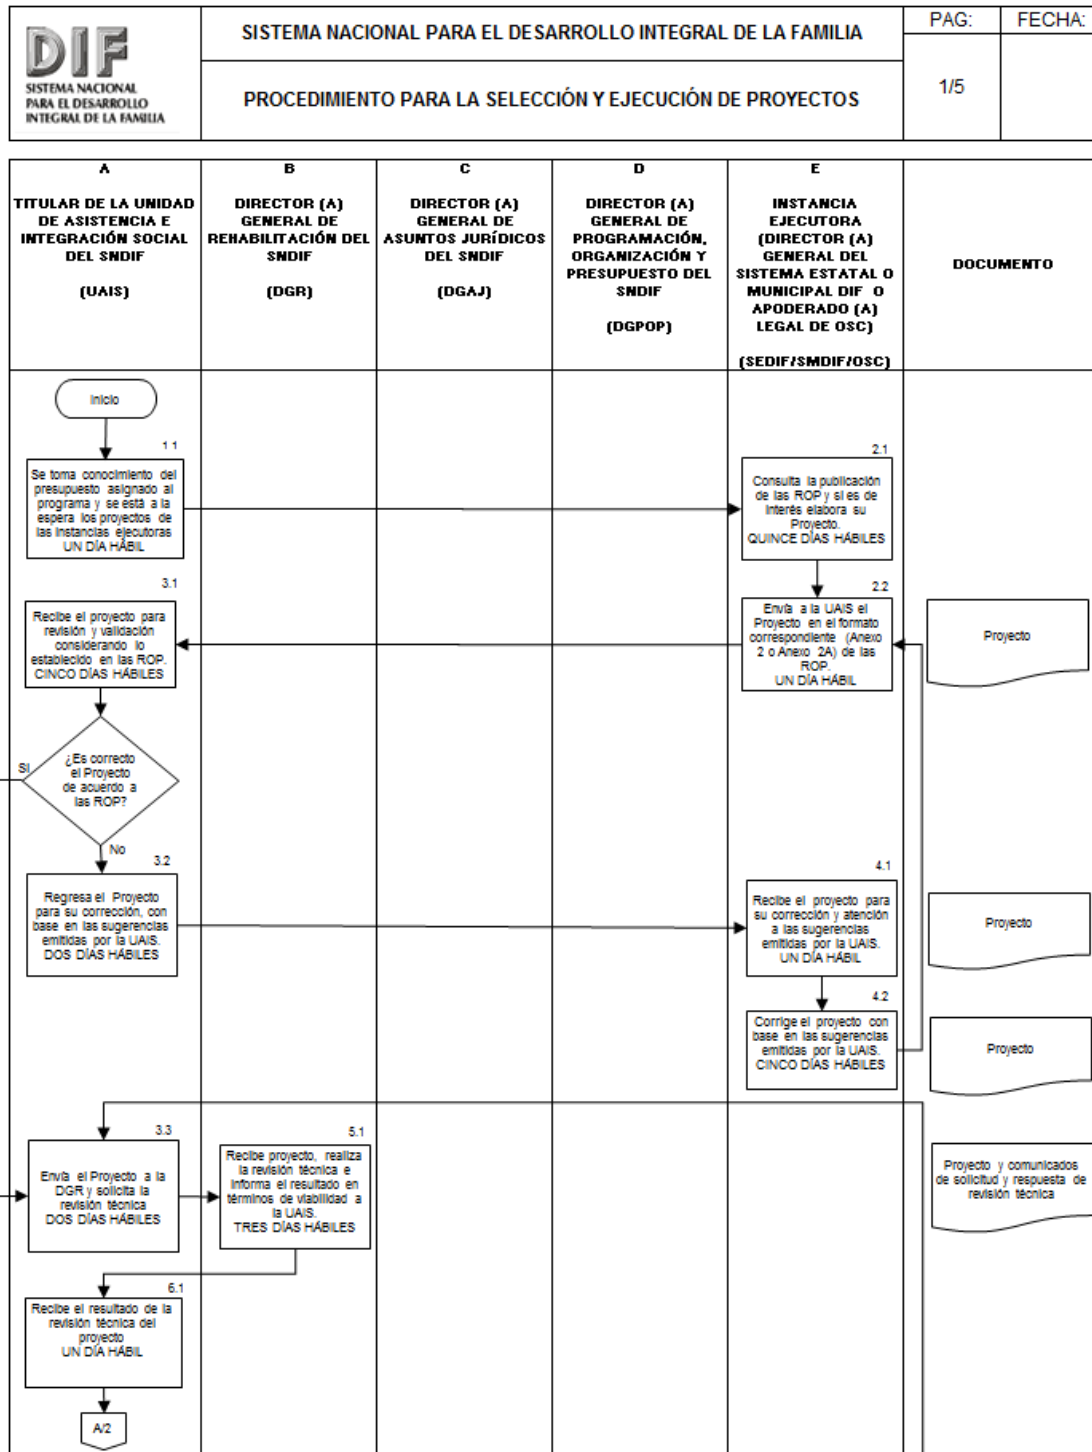 DIF
SISTEMA NACIONAL
PARA EL DESARROLLO
INTEGRAL DE LA FAMILIA
SISTEMA NACIONAL PARA EL DESARROLLO INTEGRAL DE LA FAMILIA
PROCEDIMIENTO PARA LA SELECCIÓN Y EJECUCIÓN DE PROYECTOS
PAG:
FECHA:
1/5
A
TITULAR DE LA UNIDAD
DE ASISTENCIA E
INTEGRACIÓN SOCIAL
DEL SNDIF
(UAIS)
B
DIRECTOR (A)
GENERAL DE
REHABILITACIÓN DEL
SNDIF
(DGR)
C
DIRECTOR (A)
GENERAL DE
ASUNTOS JURÍDICOS
DEL SNDIF
(DGAJ)
D
DIRECTOR (A)
GENERAL DE
PROGRAMACIÓN,
ORGANIZACIÓN Y
PRESUPUESTO DEL
SNDIF
(DGPOP)
E
INSTANCIA
EJECUTORA
(DIRECTOR (A)
GENERAL DEL
SISTEMA ESTATAL O
MUNICIPAL DIF O
APODERADO (A)
LEGAL DE OSC)
(SEDIF/SMDIF/OSC)
DOCUMENTO
Inicio
1 1
Se toma conocimiento del
presupuesto asignado al
programa y se está a la
espera los proyectos de
las instancias ejecutoras
UN DÍA HÁBIL
2.1
Consulta la publicación
de las ROP y si es de
interés elabora su
Proyecto.
QUINCE DÍAS HÁBILES
3.1
Recibe el proyecto para
revisión y validación
considerando lo
establecido en las ROP.
CINCO DÍAS HÁBILES
2.2
Envía a la UAIS el
Proyecto en el formato
correspondiente (Anexo
2 o Anexo 2A) de las
ROP.
UN DÍA HÁBIL
Proyecto
¿Es correcto
el Proyecto
de acuerdo a
las ROP?
SI
No
3.2
Regresa el Proyecto
para su corrección, con
base en las sugerencias
emitidas por la UAIS.
DOS DÍAS HÁBILES
4.1
Recibe el proyecto para
su corrección y atención
a las sugerencias
emitidas por la UAIS.
UN DÍA HÁBIL
Proyecto
4.2
Corrige el proyecto con
base en las sugerencias
emitidas por la UAIS.
CINCO DÍAS HÁBILES
Proyecto
3.3
Envía el Proyecto a la
DGR y solicita la
revisión técnica
DOS DÍAS HÁBILES
5.1
Recibe proyecto, realiza
la revisión técnica e
informa el resultado en
términos de viabilidad a
la UAIS.
TRES DÍAS HÁBILES
Proyecto y comunicados
de solicitud y respuesta de
revisión técnica
6.1
Recibe el resultado de la
revisión técnica del
proyecto
UN DÍA HÁBIL
A/2